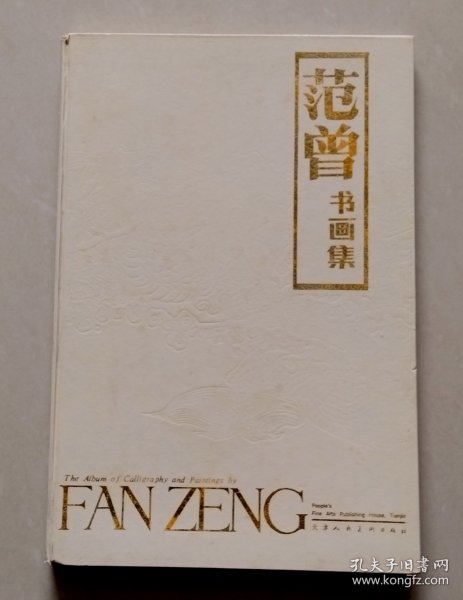 范曾
书画集
The Album of Calligraphy and Paintings by
FAN ZENG
People's
Fine Arts Publishing House, Tianjin
天津人民美术出版社
孔夫子旧书网
www.kongfz.com